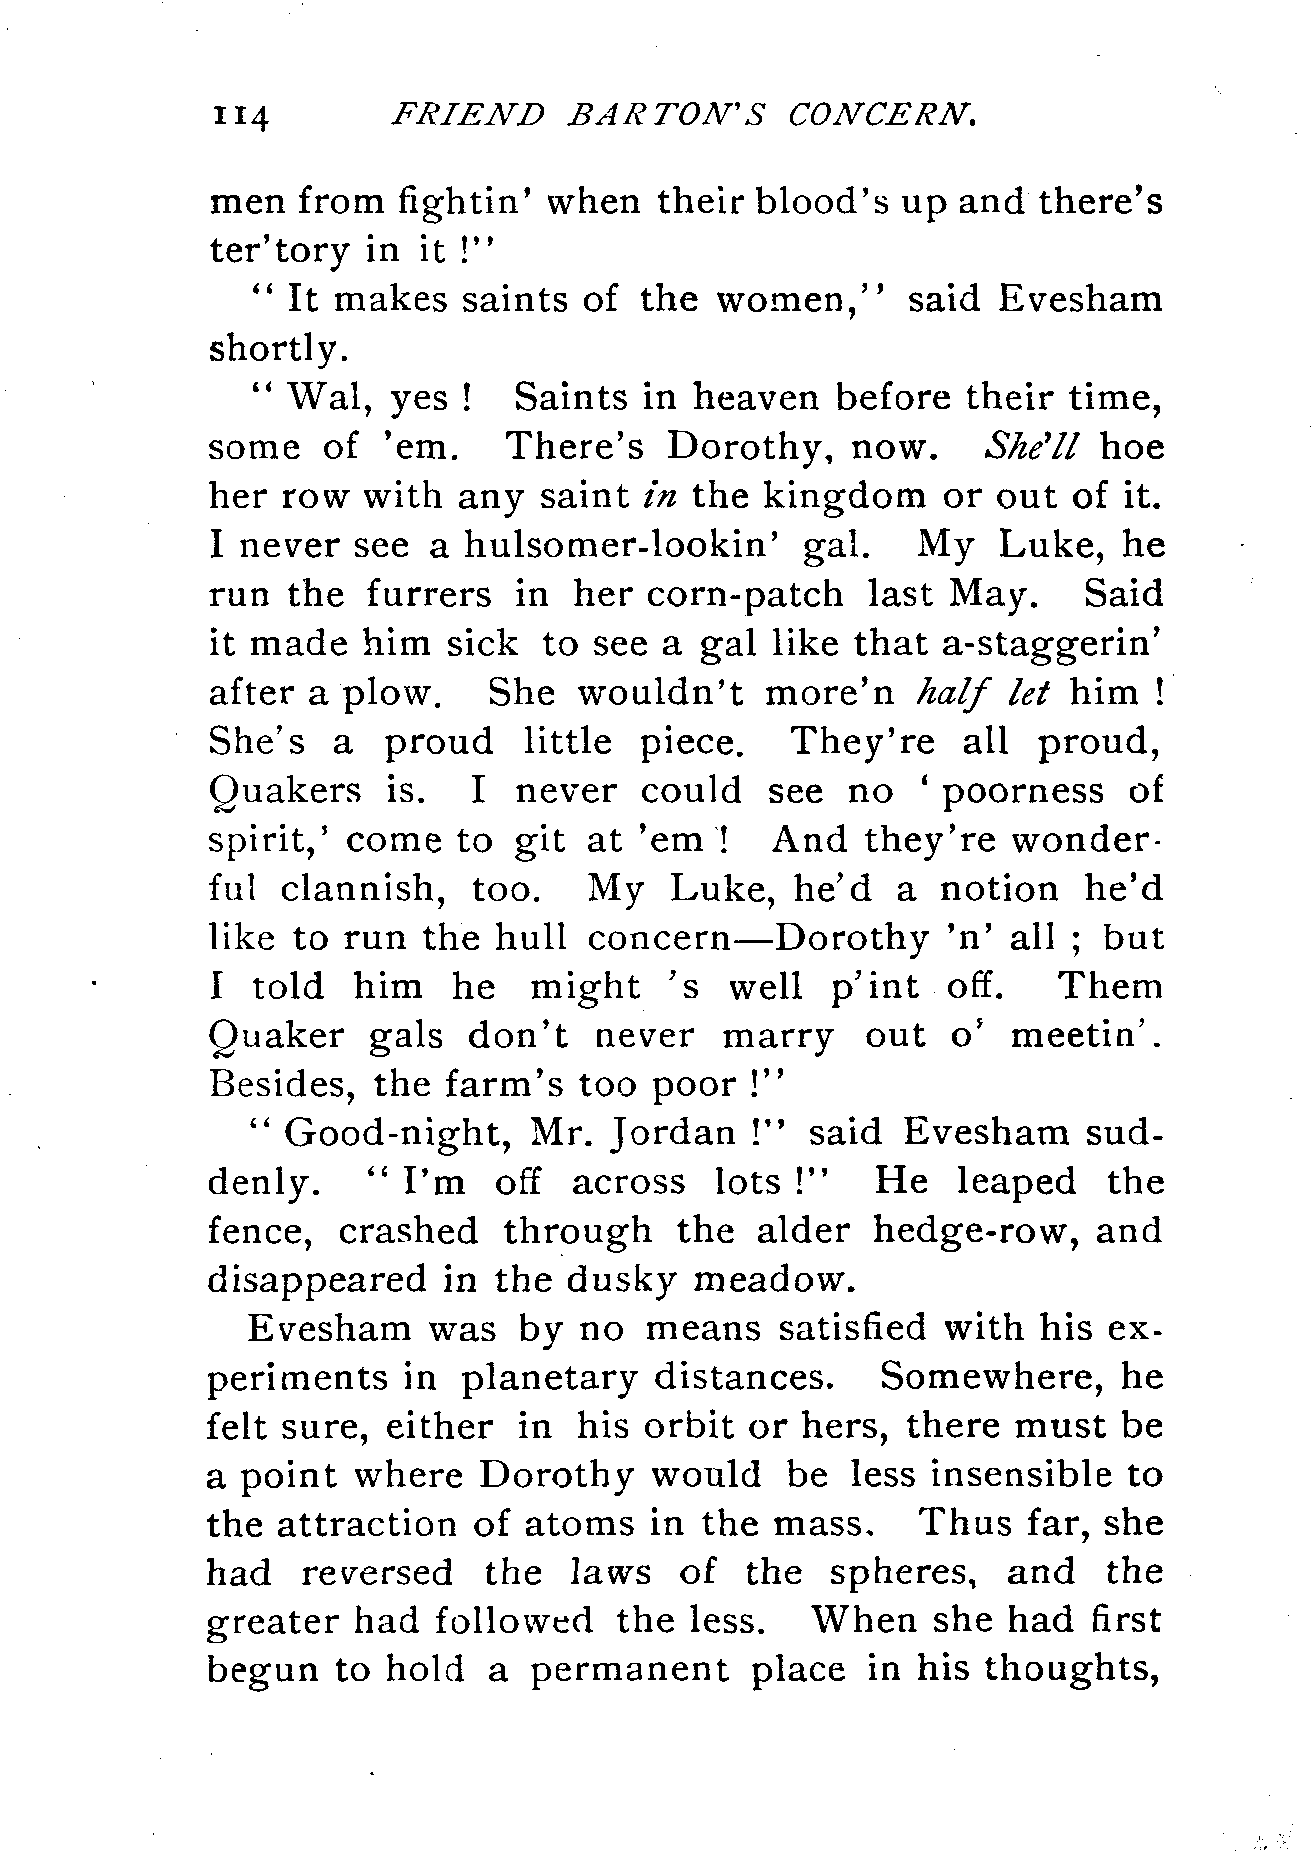 114 FRIEND BARTON'S CONCERN.
men from fightin' when their blood's up and there's
ter'tory in it !"
" It makes saints of the women," said Evesham
shortly.
" Wal, yes ! Saints in heaven before their time,
some of 'em. There's Dorothy, now. She'll hoe
her row with any saint in the kingdom or out of it.
I never see a hulsomer-lookin' gal. My Luke, he
run the furrers in her corn-patch last May. Said
it made him sick to see a gal like that a-staggerin'
after a plow. She wouldn't more'n half let him !
She's a proud little piece. They're all proud,
Quakers is. I never could see no ' poorness of
spirit,' come to git at 'em ! And they're wonder-
ful clannish, too. My Luke, he'd a notion he'd
like to run the hull concern—Dorothy 'n' all ; but
I told him he might 's well p'int off. Them
Quaker gals don't never marry out o' meetin'.
Besides, the farm's too poor !"
" Good-night, Mr. Jordan !" said Evesham sud-
denly. " I'm off across lots !" He leaped the
fence, crashed through the alder hedge-row, and
disappeared in the dusky meadow.
Evesham was by no means satisfied with his ex-
periments in planetary distances. Somewhere, he
felt sure, either in his orbit or hers, there must be
a point where Dorothy would be less insensible to
the attraction of atoms in the mass. Thus far, she
had reversed the laws of the spheres, and the
greater had followed the less. When she had first
begun to hold a permanent place in his thoughts,